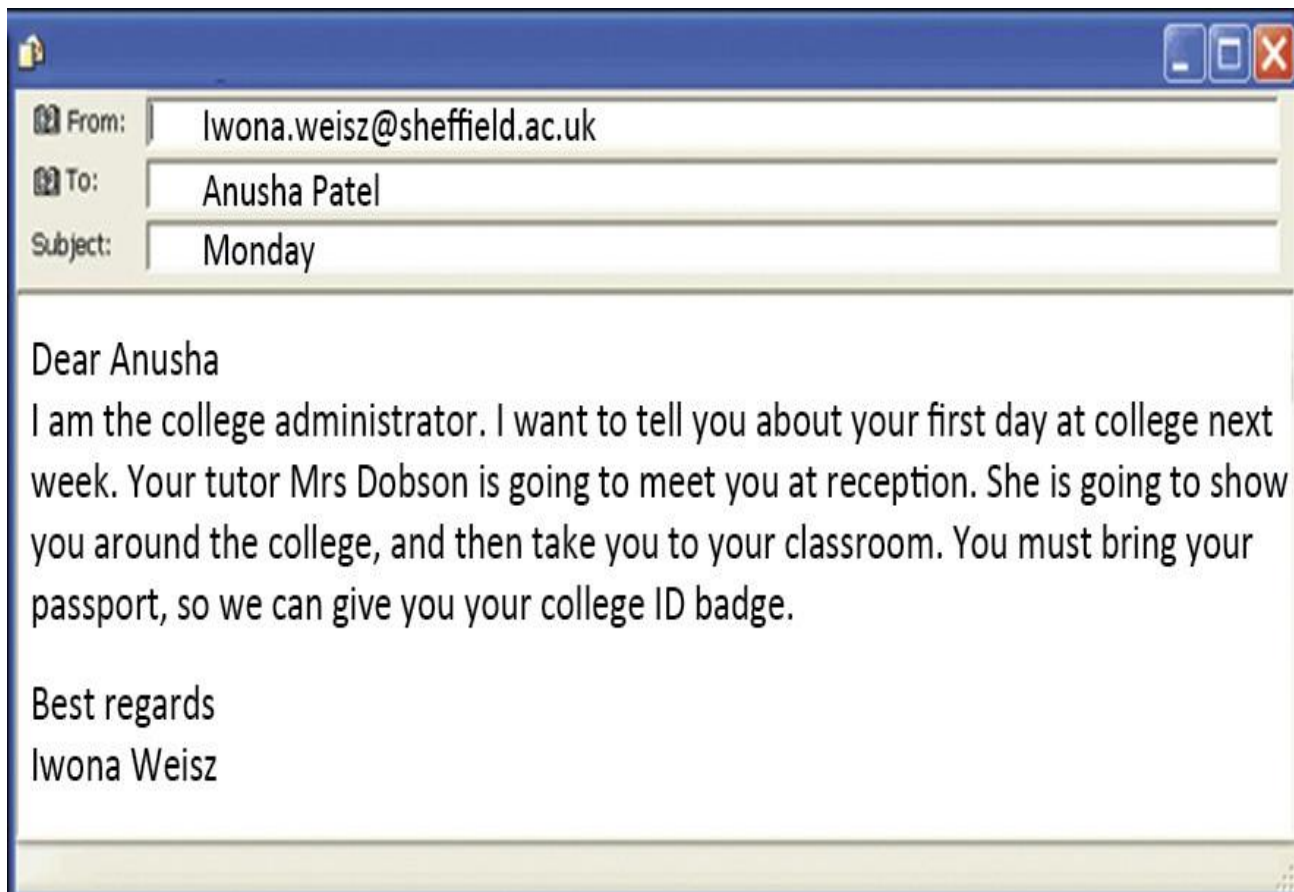 From: Iwona.weisz@sheffield.ac.uk
To: Anusha Patel
Subject: Monday
Dear Anusha
I am the college administrator. I want to tell you about your first day at college next
week. Your tutor Mrs Dobson is going to meet you at reception. She is going to show
you around the college, and then take you to your classroom. You must bring your
passport, so we can give you your college ID badge.
Best regards
Iwona Weisz